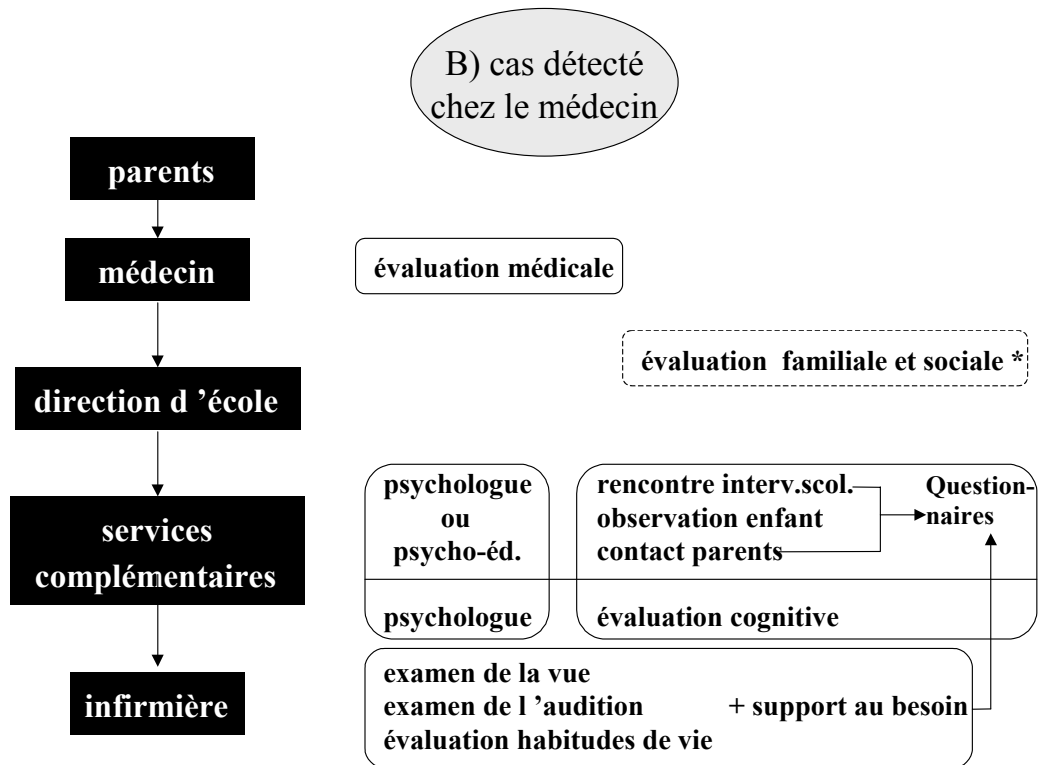 B) cas détecté
chez le médecin
parents
médecin
évaluation médicale
évaluation familiale et sociale *
direction d ’école
services
complémentaires
psychologue
ou
psycho-éd.
rencontre interv.scol.
observation enfant
contact parents
Question-
naires
psychologue
évaluation cognitive
infirmière
examen de la vue
examen de l ’audition
+ support au besoin
évaluation habitudes de vie